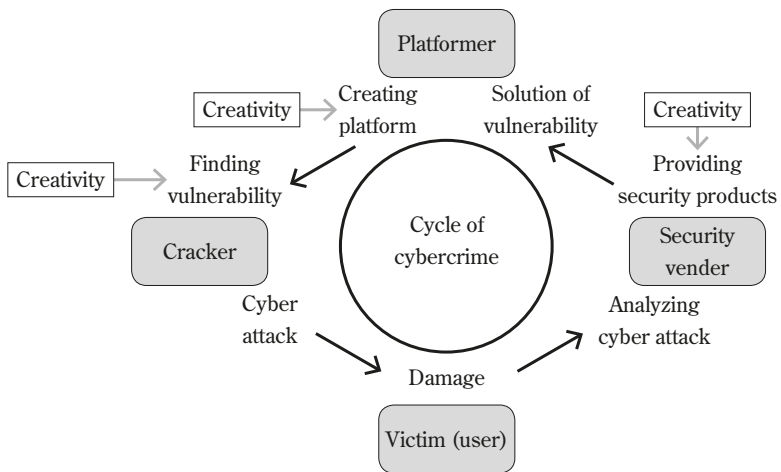 Platformer
Creativity
Creating
platform
Solution of
vulnerability
Creativity
Creativity
Finding
vulnerability
Providing
security products
Cracker
Cycle of
cybercrime
Security
vender
Cyber
attack
Analyzing
cyber attack
Damage
Victim (user)